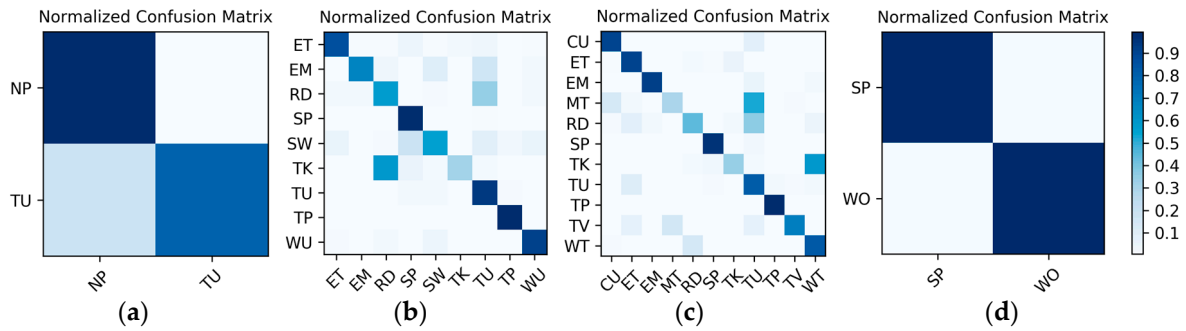 Normalized Confusion Matrix
NP
TU
NP
TU
(a)
Normalized Confusion Matrix
ET
EM
RD
SP
SW
TK
TU
TP
WU
ET
EM
RD
SP
SW
TK
TU
TP
WU
(b)
Normalized Confusion Matrix
CU
ET
EM
MT
RD
SP
TK
TU
TP
TV
WT
CU
ET
EM
MT
RD
SP
TK
TU
TP
TV
WT
(c)
Normalized Confusion Matrix
SP
WO
SP
WO
(d)
0.9
0.8
0.7
0.6
0.5
0.4
0.3
0.2
0.1